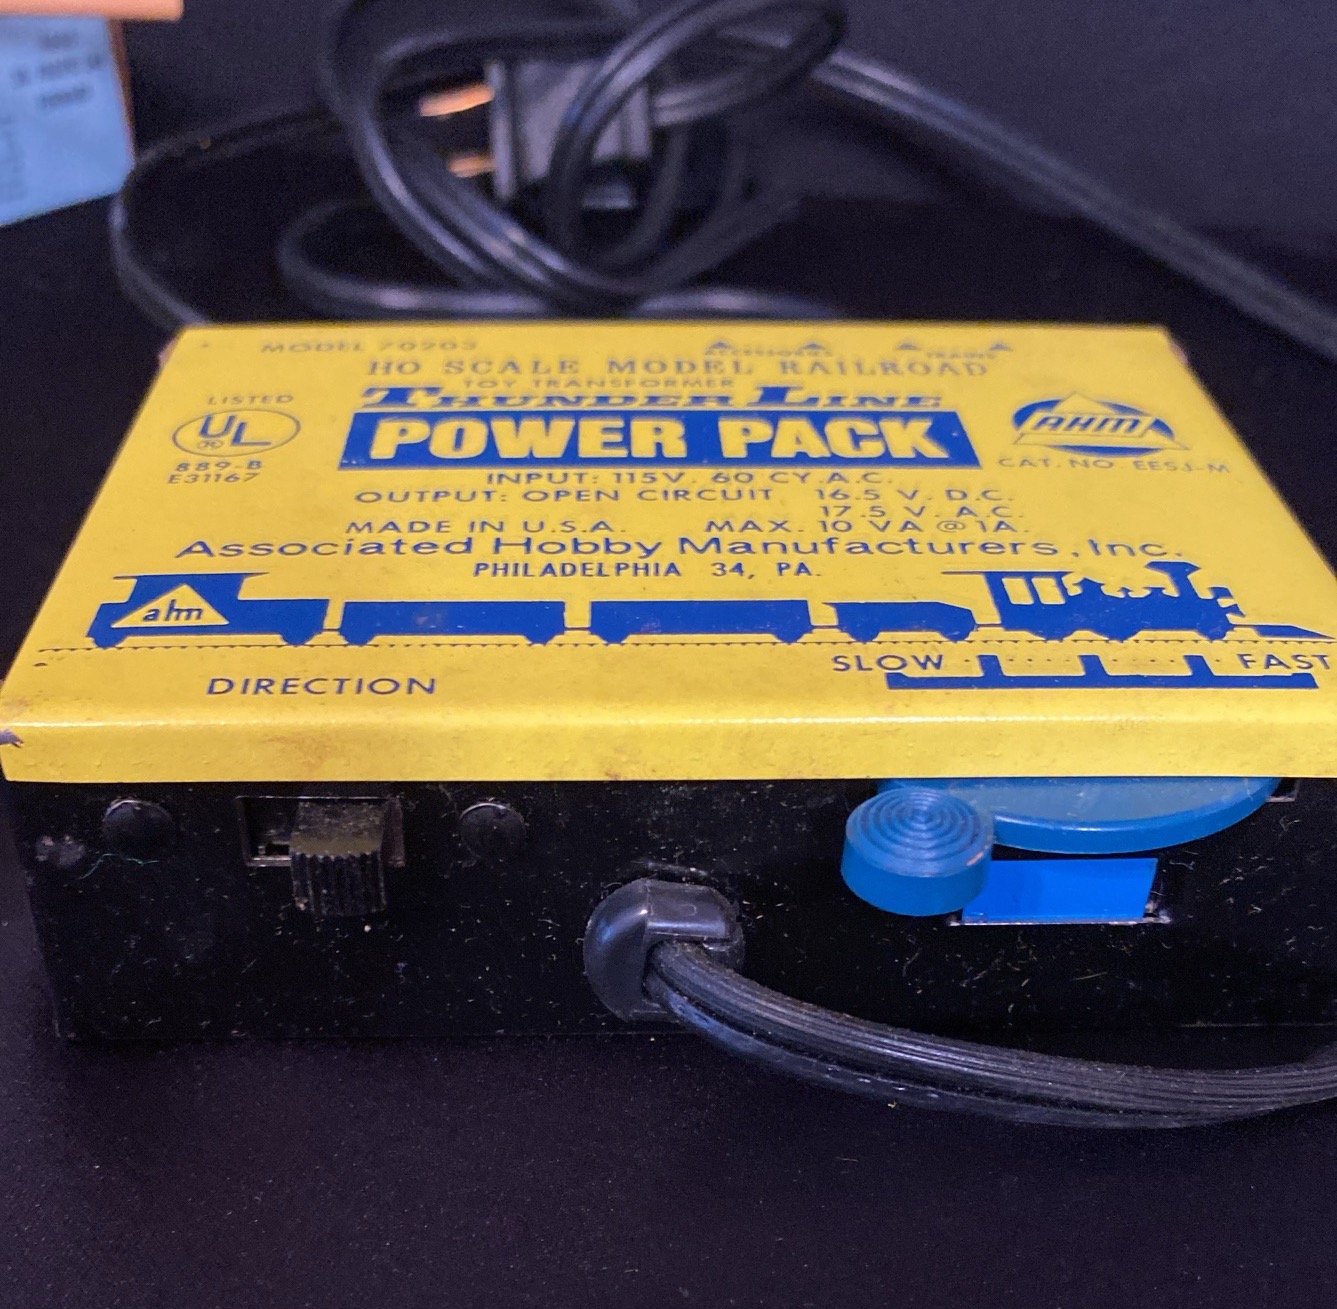 MODEL 70203
ACCESSORIES TRAINS
HO SCALE MODEL RAILROAD
TOY TRANSFORMER
THUNDER LINE
POWER PACK
LISTED
UL
®
889-B
E31167
AHM
CAT. NO. EESJ-M
INPUT: 115V. 60 CY. A.C.
OUTPUT: OPEN CIRCUIT 16.5 V. D.C.
17.5 V. A.C.
MADE IN U.S.A. MAX. 10 VA @ 1A.
Associated Hobby Manufacturers, Inc.
PHILADELPHIA 34, PA.
ahm
SLOW FAST
DIRECTION